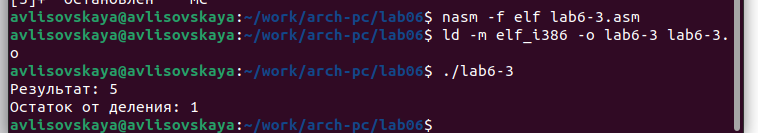 [5]+  Остановлен    mc
avlisovskaya@avlisovskaya:~/work/arch-pc/lab06$ nasm -f elf lab6-3.asm
avlisovskaya@avlisovskaya:~/work/arch-pc/lab06$ ld -m elf_i386 -o lab6-3 lab6-3.
o
avlisovskaya@avlisovskaya:~/work/arch-pc/lab06$ ./lab6-3
Результат: 5
Остаток от деления: 1
avlisovskaya@avlisovskaya:~/work/arch-pc/lab06$